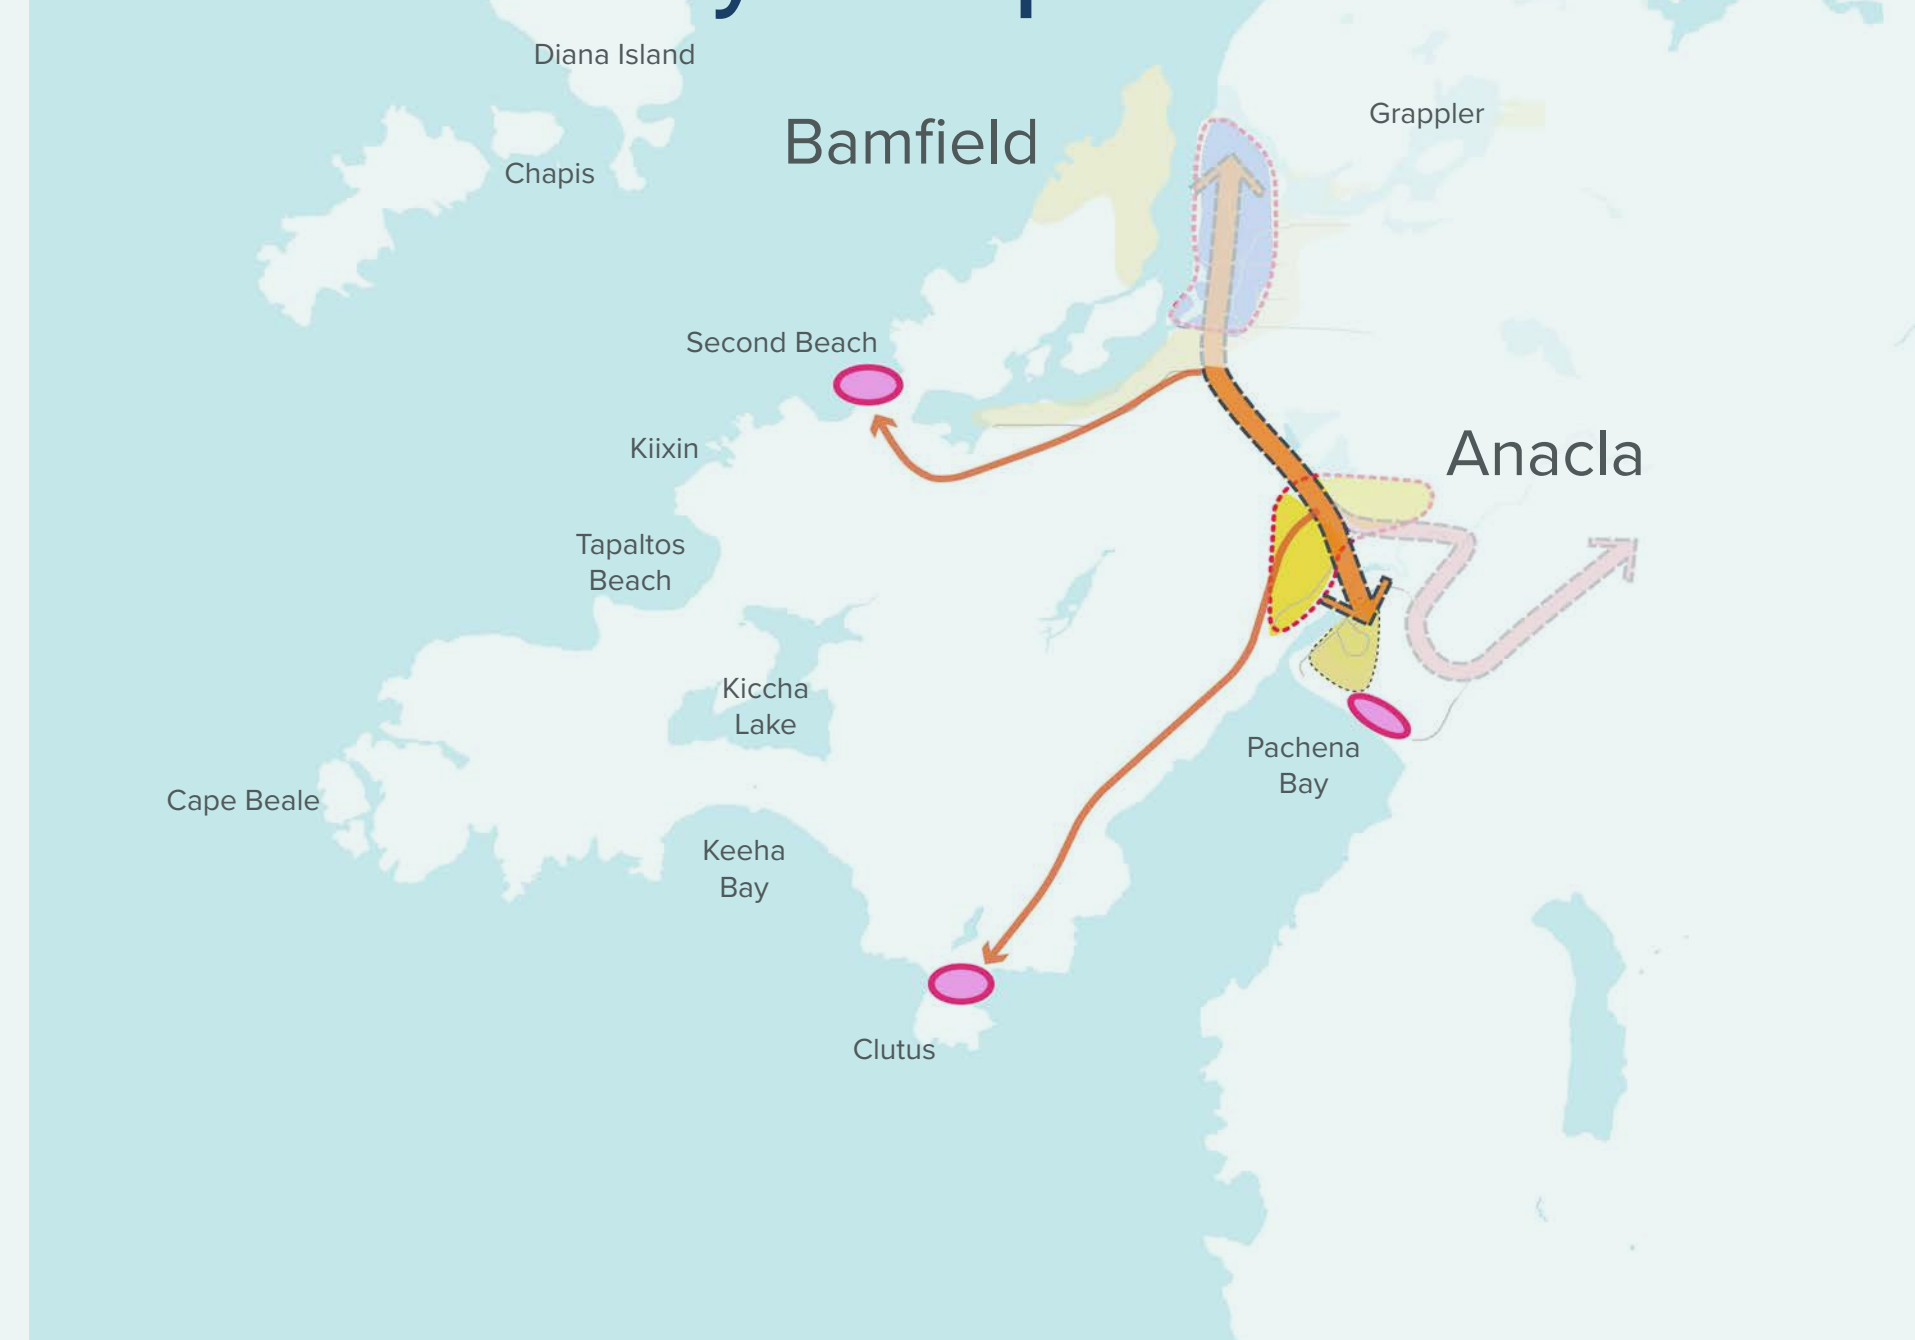 Diana Island
Bamfield
Grappler
Chapis
Second Beach
Kiixin
Anacla
Tapaltos
Beach
Kiccha
Lake
Pachena
Bay
Cape Beale
Keeha
Bay
Clutus